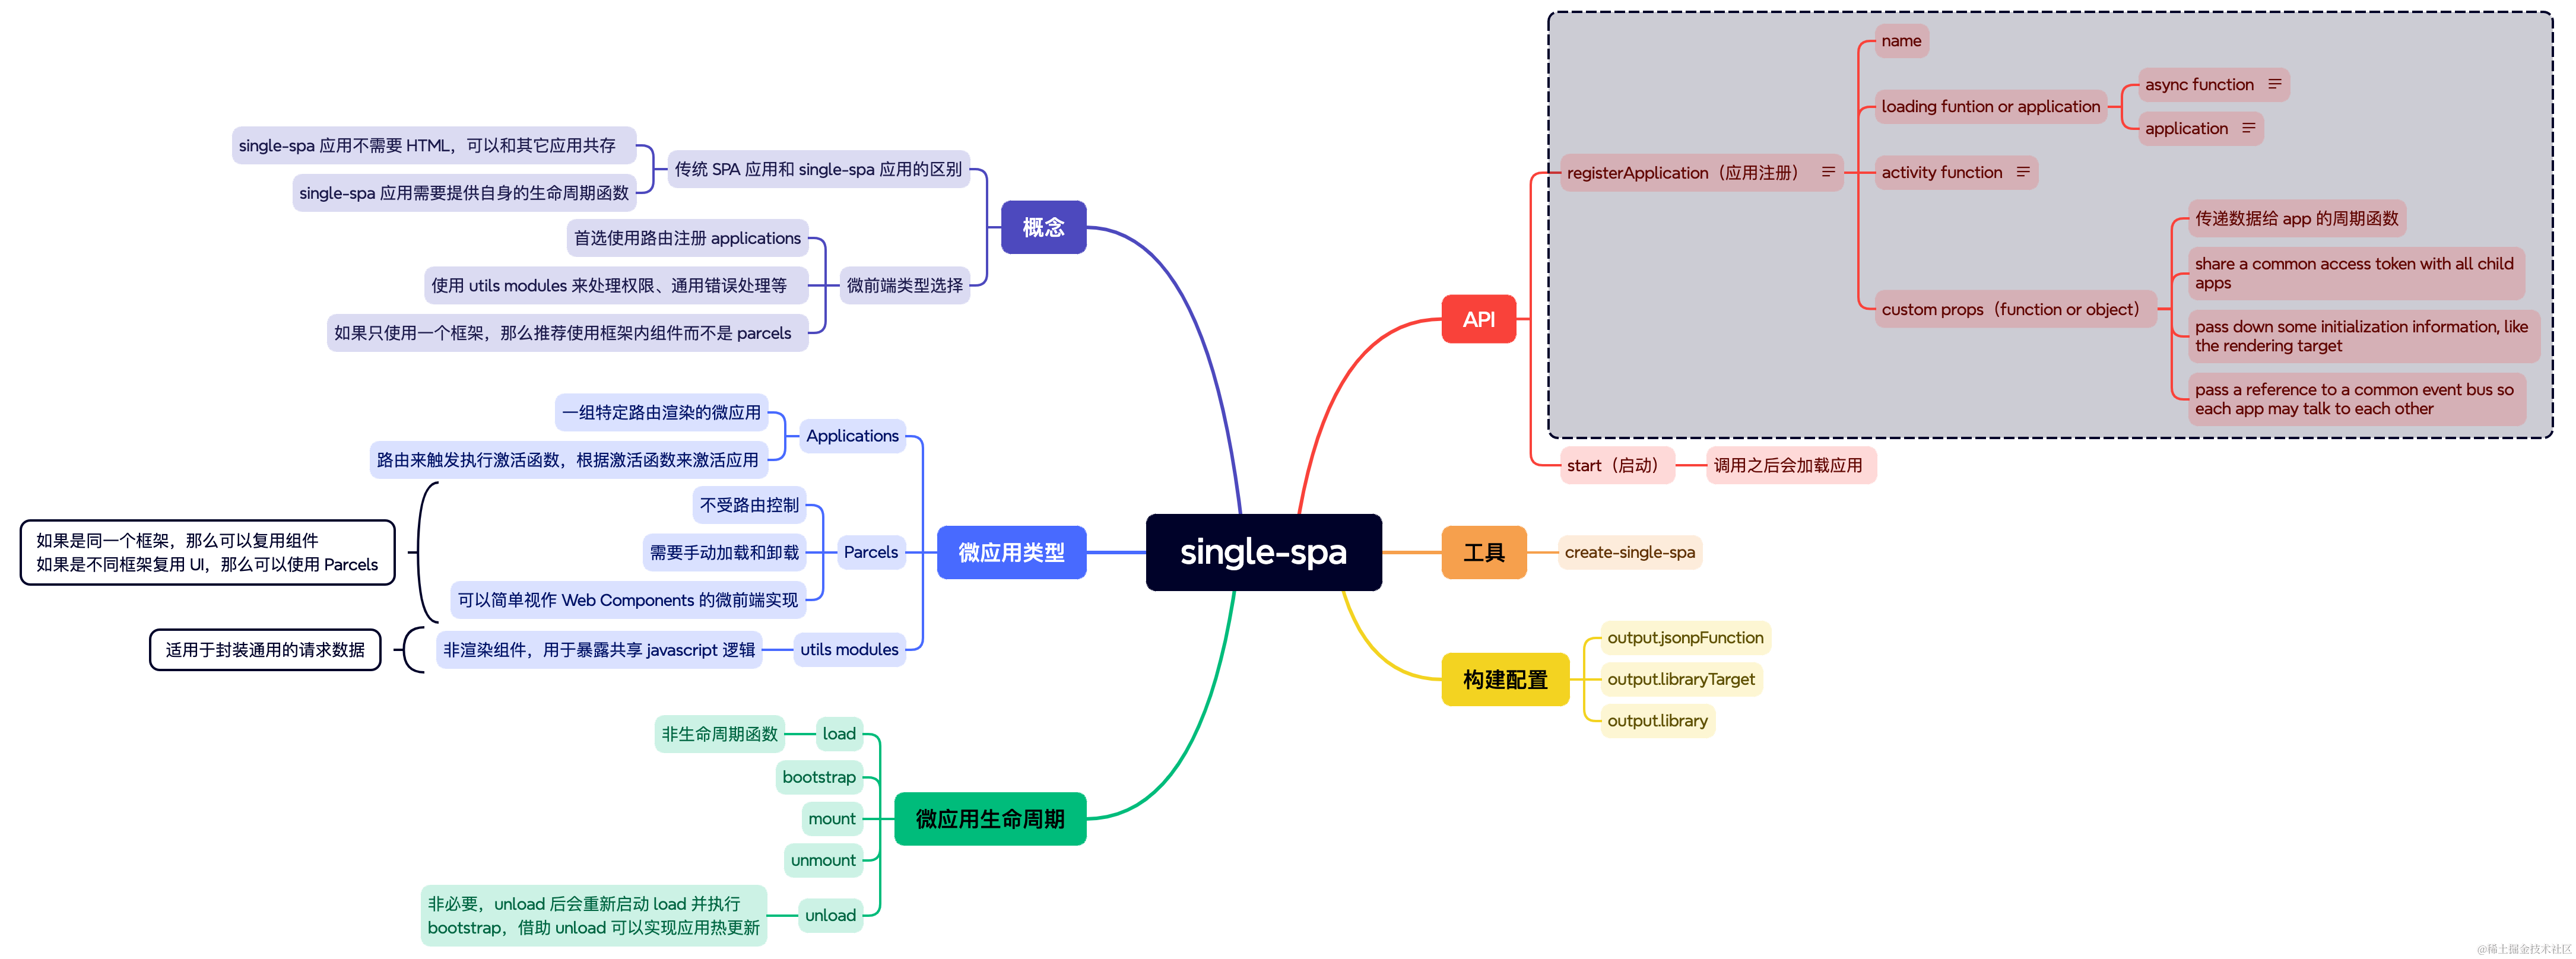 single-spa
概念
传统 SPA 应用和 single-spa 应用的区别
single-spa 应用不需要 HTML，可以和其它应用共存
single-spa 应用需要提供自身的生命周期函数
微前端类型选择
首选使用路由注册 applications
使用 utils modules 来处理权限、通用错误处理等
如果只使用一个框架，那么推荐使用框架内组件而不是 parcels
微应用类型
Applications
一组特定路由渲染的微应用
路由来触发执行激活函数，根据激活函数来激活应用
Parcels
不受路由控制
需要手动加载和卸载
可以简单视作 Web Components 的微前端实现
如果是同一个框架，那么可以复用组件
如果是不同框架复用 UI，那么可以使用 Parcels
utils modules
非渲染组件，用于暴露共享 javascript 逻辑
适用于封装通用的请求数据
微应用生命周期
load
非生命周期函数
bootstrap
mount
unmount
unload
非必要，unload 后会重新启动 load 并执行
bootstrap，借助 unload 可以实现应用热更新
API
registerApplication（应用注册）
name
loading funtion or application
async function
application
activity function
custom props（function or object）
传递数据给 app 的周期函数
share a common access token with all child
apps
pass down some initialization information, like
the rendering target
pass a reference to a common event bus so
each app may talk to each other
start（启动）
调用之后会加载应用
工具
create-single-spa
构建配置
output.jsonpFunction
output.libraryTarget
output.library
@稀土掘金技术社区